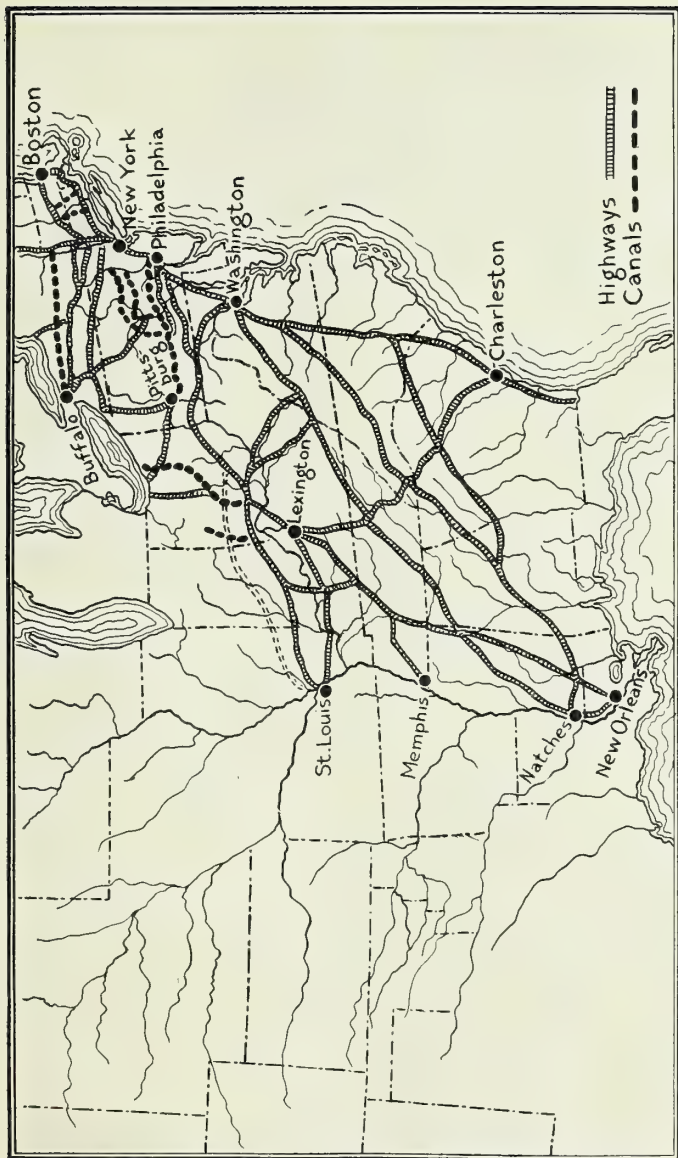 Boston
New York
Philadelphia
Washington
Buffalo
Pitts
burg
Lexington
Charleston
St. Louis
Memphis
Natches
New Orleans
Highways
Canals